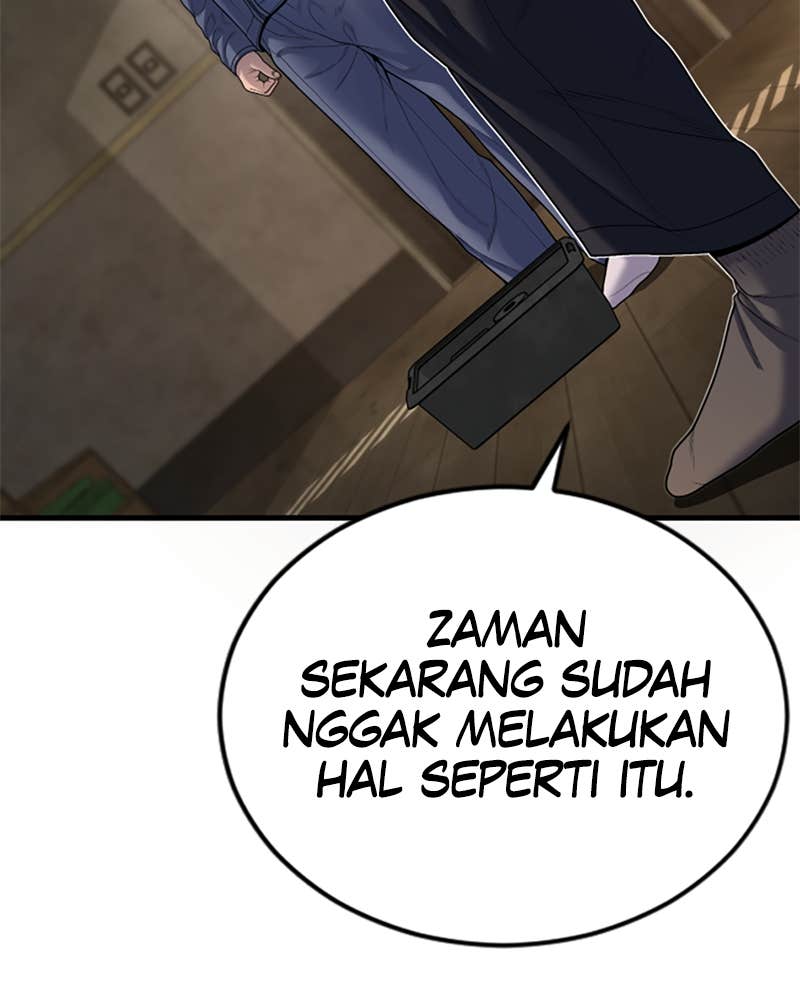 ZAMAN
SEKARANG SUDAH
NGGAK MELAKUKAN
HAL SEPERTI ITU.